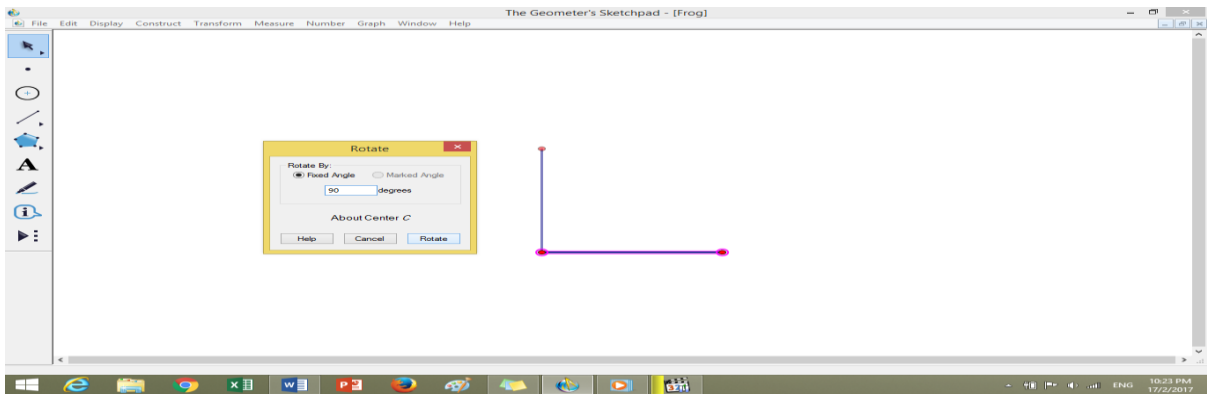 The Geometer's Sketchpad - [Frog]
File Edit Display Construct Transform Measure Number Graph Window Help
A
Rotate
Rotate By:
Fixed Angle Marked Angle
90 degrees
About Center C
Help Cancel Rotate
ENG 10:23 PM
17/2/2017